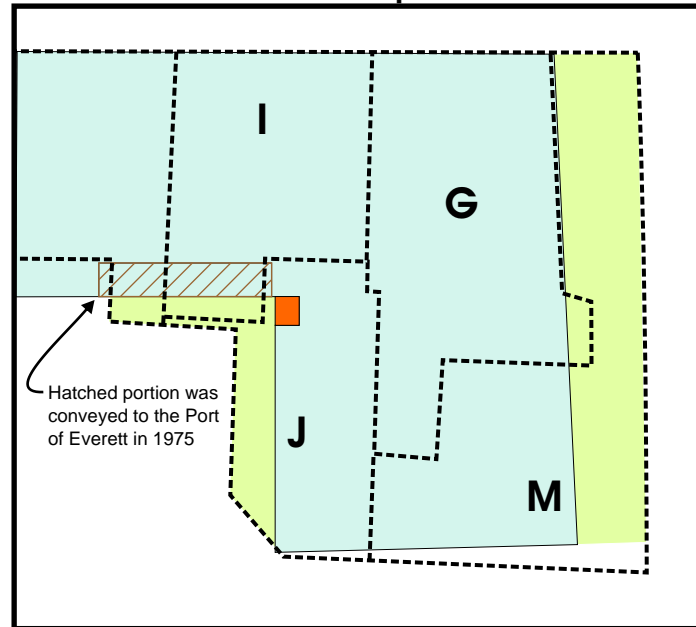 I
G
Hatched portion was
conveyed to the Port
of Everett in 1975
J
M